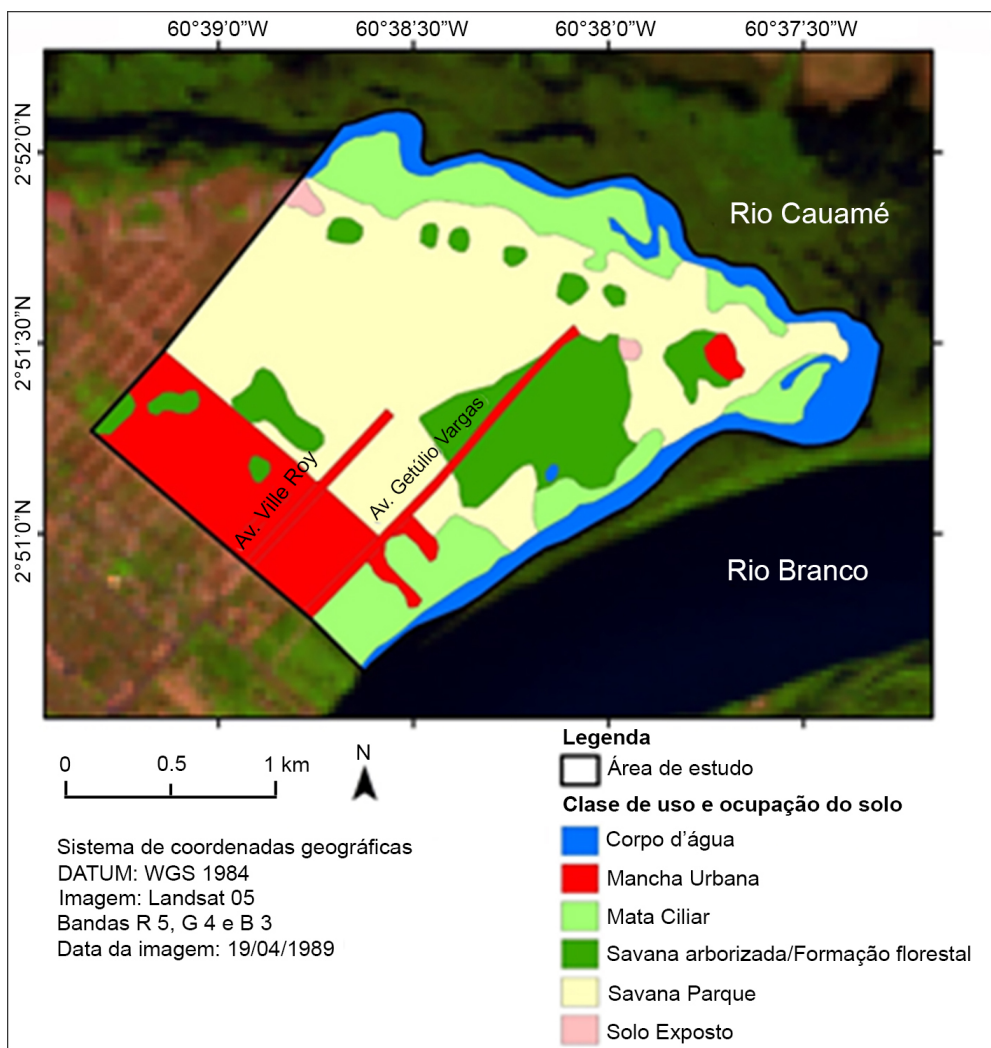 60°39'0”W
60°38'30”W
60°38'0”W
60°37'30”W
2°52'0”N
2°51'30”N
2°51'0”N
Rio Cauamé
Av. Ville Roy
Av. Getúlio Vargas
Rio Branco
0 0.5 1 km
N
Sistema de coordenadas geográficas
DATUM: WGS 1984
Imagem: Landsat 05
Bandas R 5, G 4 e B 3
Data da imagem: 19/04/1989
Legenda
Área de estudo
Clase de uso e ocupação do solo
Corpo d’água
Mancha Urbana
Mata Ciliar
Savana arborizada/Formação florestal
Savana Parque
Solo Exposto